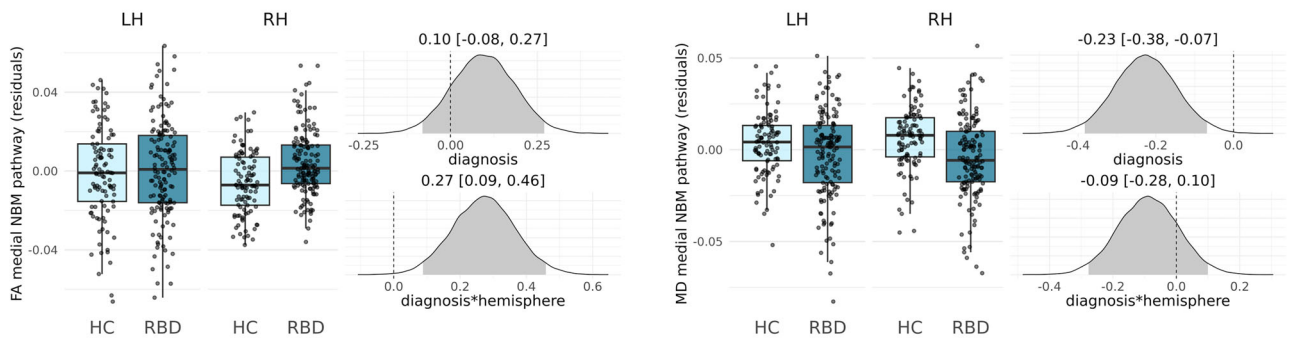 LH RH
FA medial NBM pathway (residuals)
0.04
0.00
-0.04
HC RBD HC RBD
0.10 [-0.08, 0.27]
-0.25 0.00 0.25
diagnosis
0.27 [0.09, 0.46]
0.0 0.2 0.4 0.6
diagnosis*hemisphere
LH RH
MD medial NBM pathway (residuals)
0.05
0.00
-0.05
HC RBD HC RBD
-0.23 [-0.38, -0.07]
-0.4 -0.2 0.0
diagnosis
-0.09 [-0.28, 0.10]
-0.4 -0.2 0.0 0.2
diagnosis*hemisphere